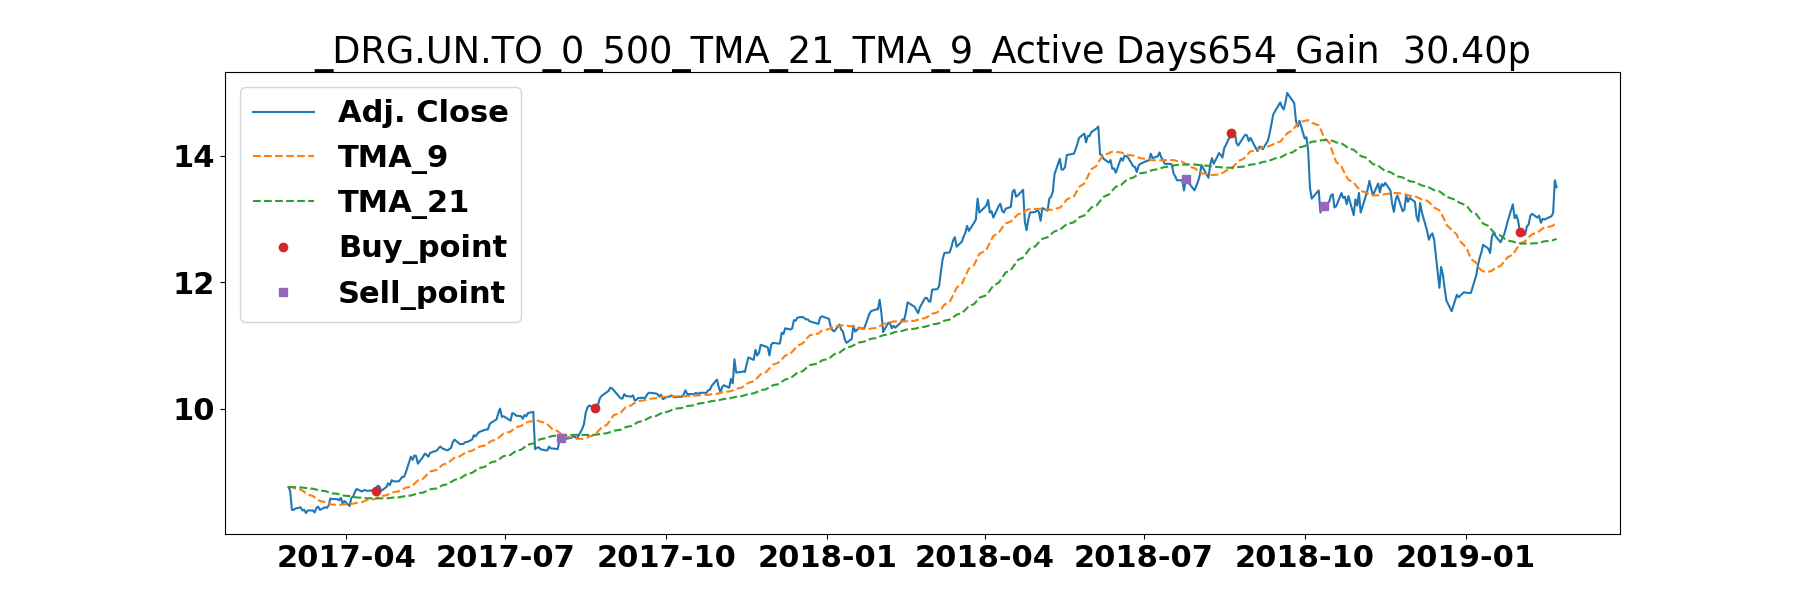 _DRG.UN.TO_0_500_TMA_21_TMA_9_Active Days654_Gain  30.40p
Adj. Close
TMA_9
TMA_21
Buy_point
Sell_point
14
12
10
2017-04 2017-07 2017-10 2018-01 2018-04 2018-07 2018-10 2019-01